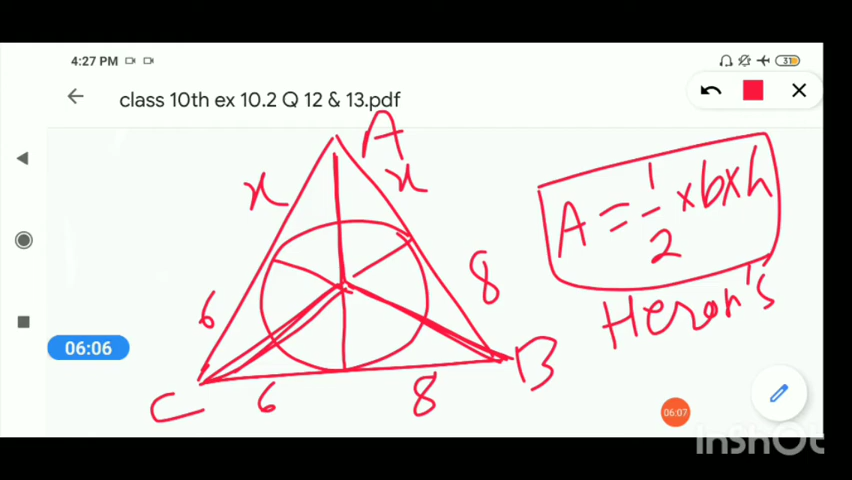 4:27 PM
31
class 10th ex 10.2 Q 12 & 13.pdf
A
x
x
A = 1/2 × b × h
Heron's
6
8
06:06
C
6
8
B
06:07
InShOt